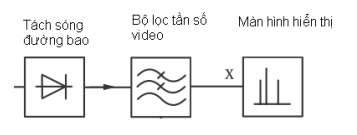 Tách sóng
đường bao
Bộ lọc tần số
video
Màn hình hiển thị
X